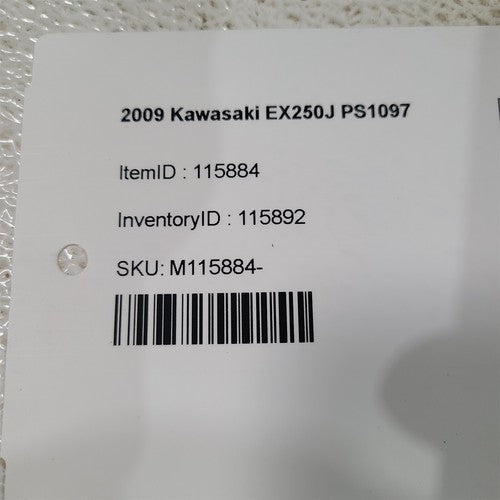 2009 Kawasaki EX250J PS1097
ItemID : 115884
InventoryID : 115892
SKU: M115884-